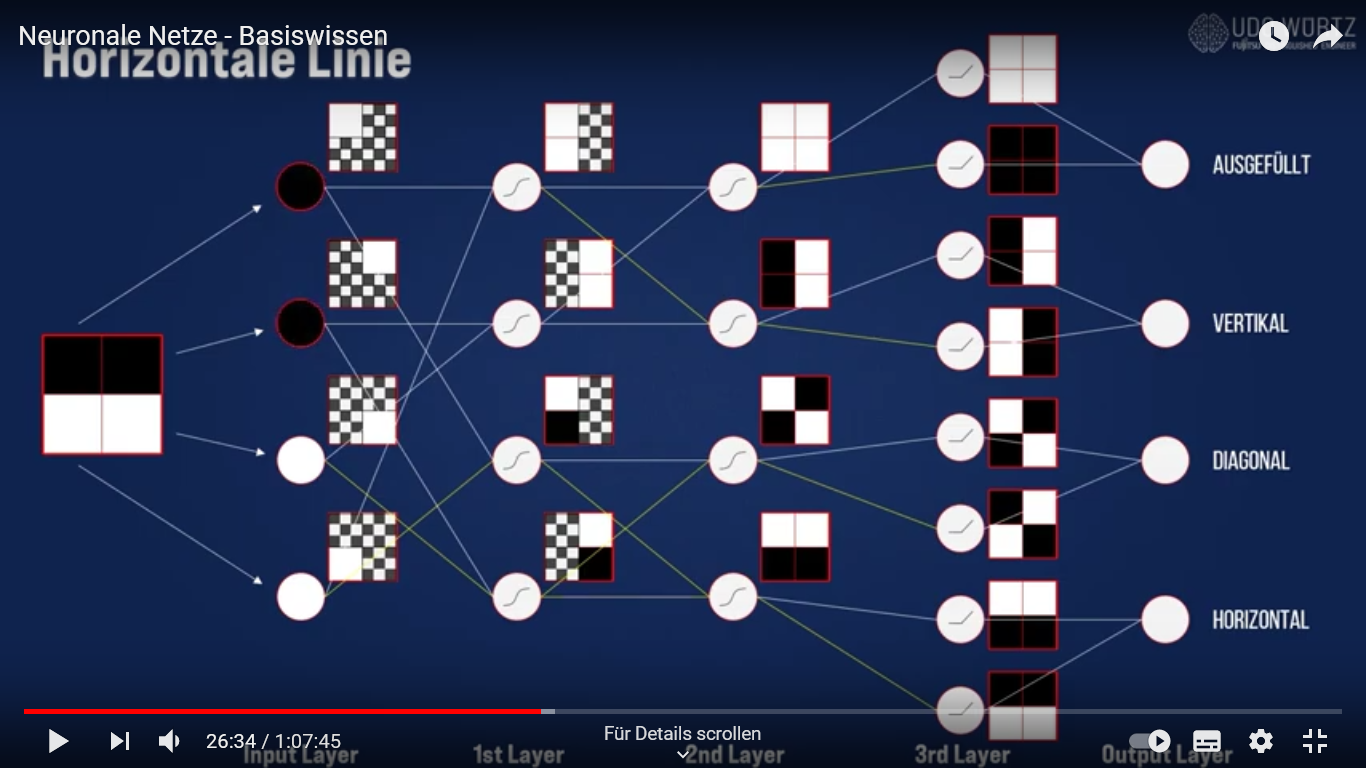 Neuronale Netze - Basiswissen
Horizontale Linie
UDO WÜRTZ
AUSGEFÜLLT
VERTIKAL
DIAGONAL
HORIZONTAL
26:34 / 1:07:45
Für Details scrollen
Input Layer
1st Layer
2nd Layer
3rd Layer
Output Layer